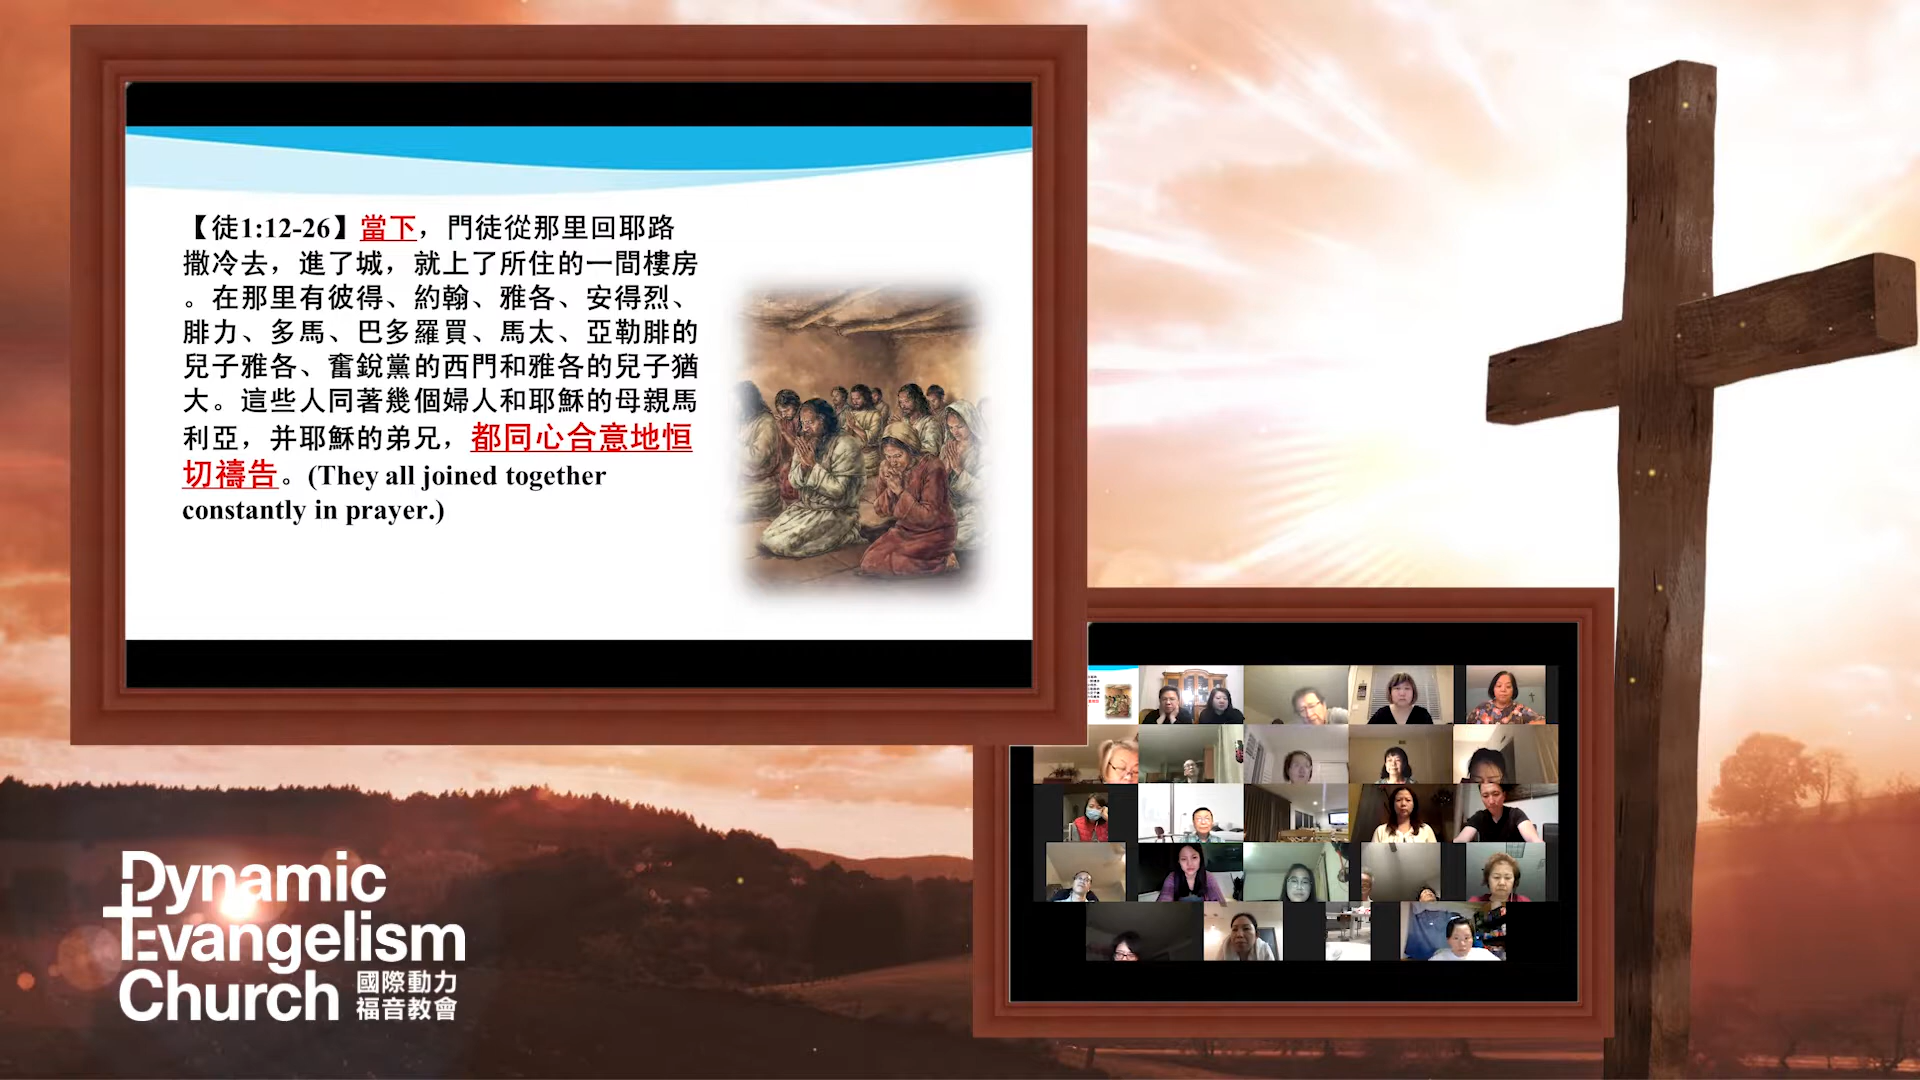 【徒1:12-26】當下，門徒從那里回耶路
撒冷去，進了城，就上了所住的一間樓房
。在那里有彼得、約翰、雅各、安得烈、
腓力、多馬、巴多羅買、馬太、亞勒腓的
兒子雅各、奮銳黨的西門和雅各的兒子猶
大。這些人同著幾個婦人和耶穌的母親馬
利亞，并耶穌的弟兄，都同心合意地恒
切禱告。(They all joined together
constantly in prayer.)
Dynamic
Evangelism
Church
國際動力
福音教會